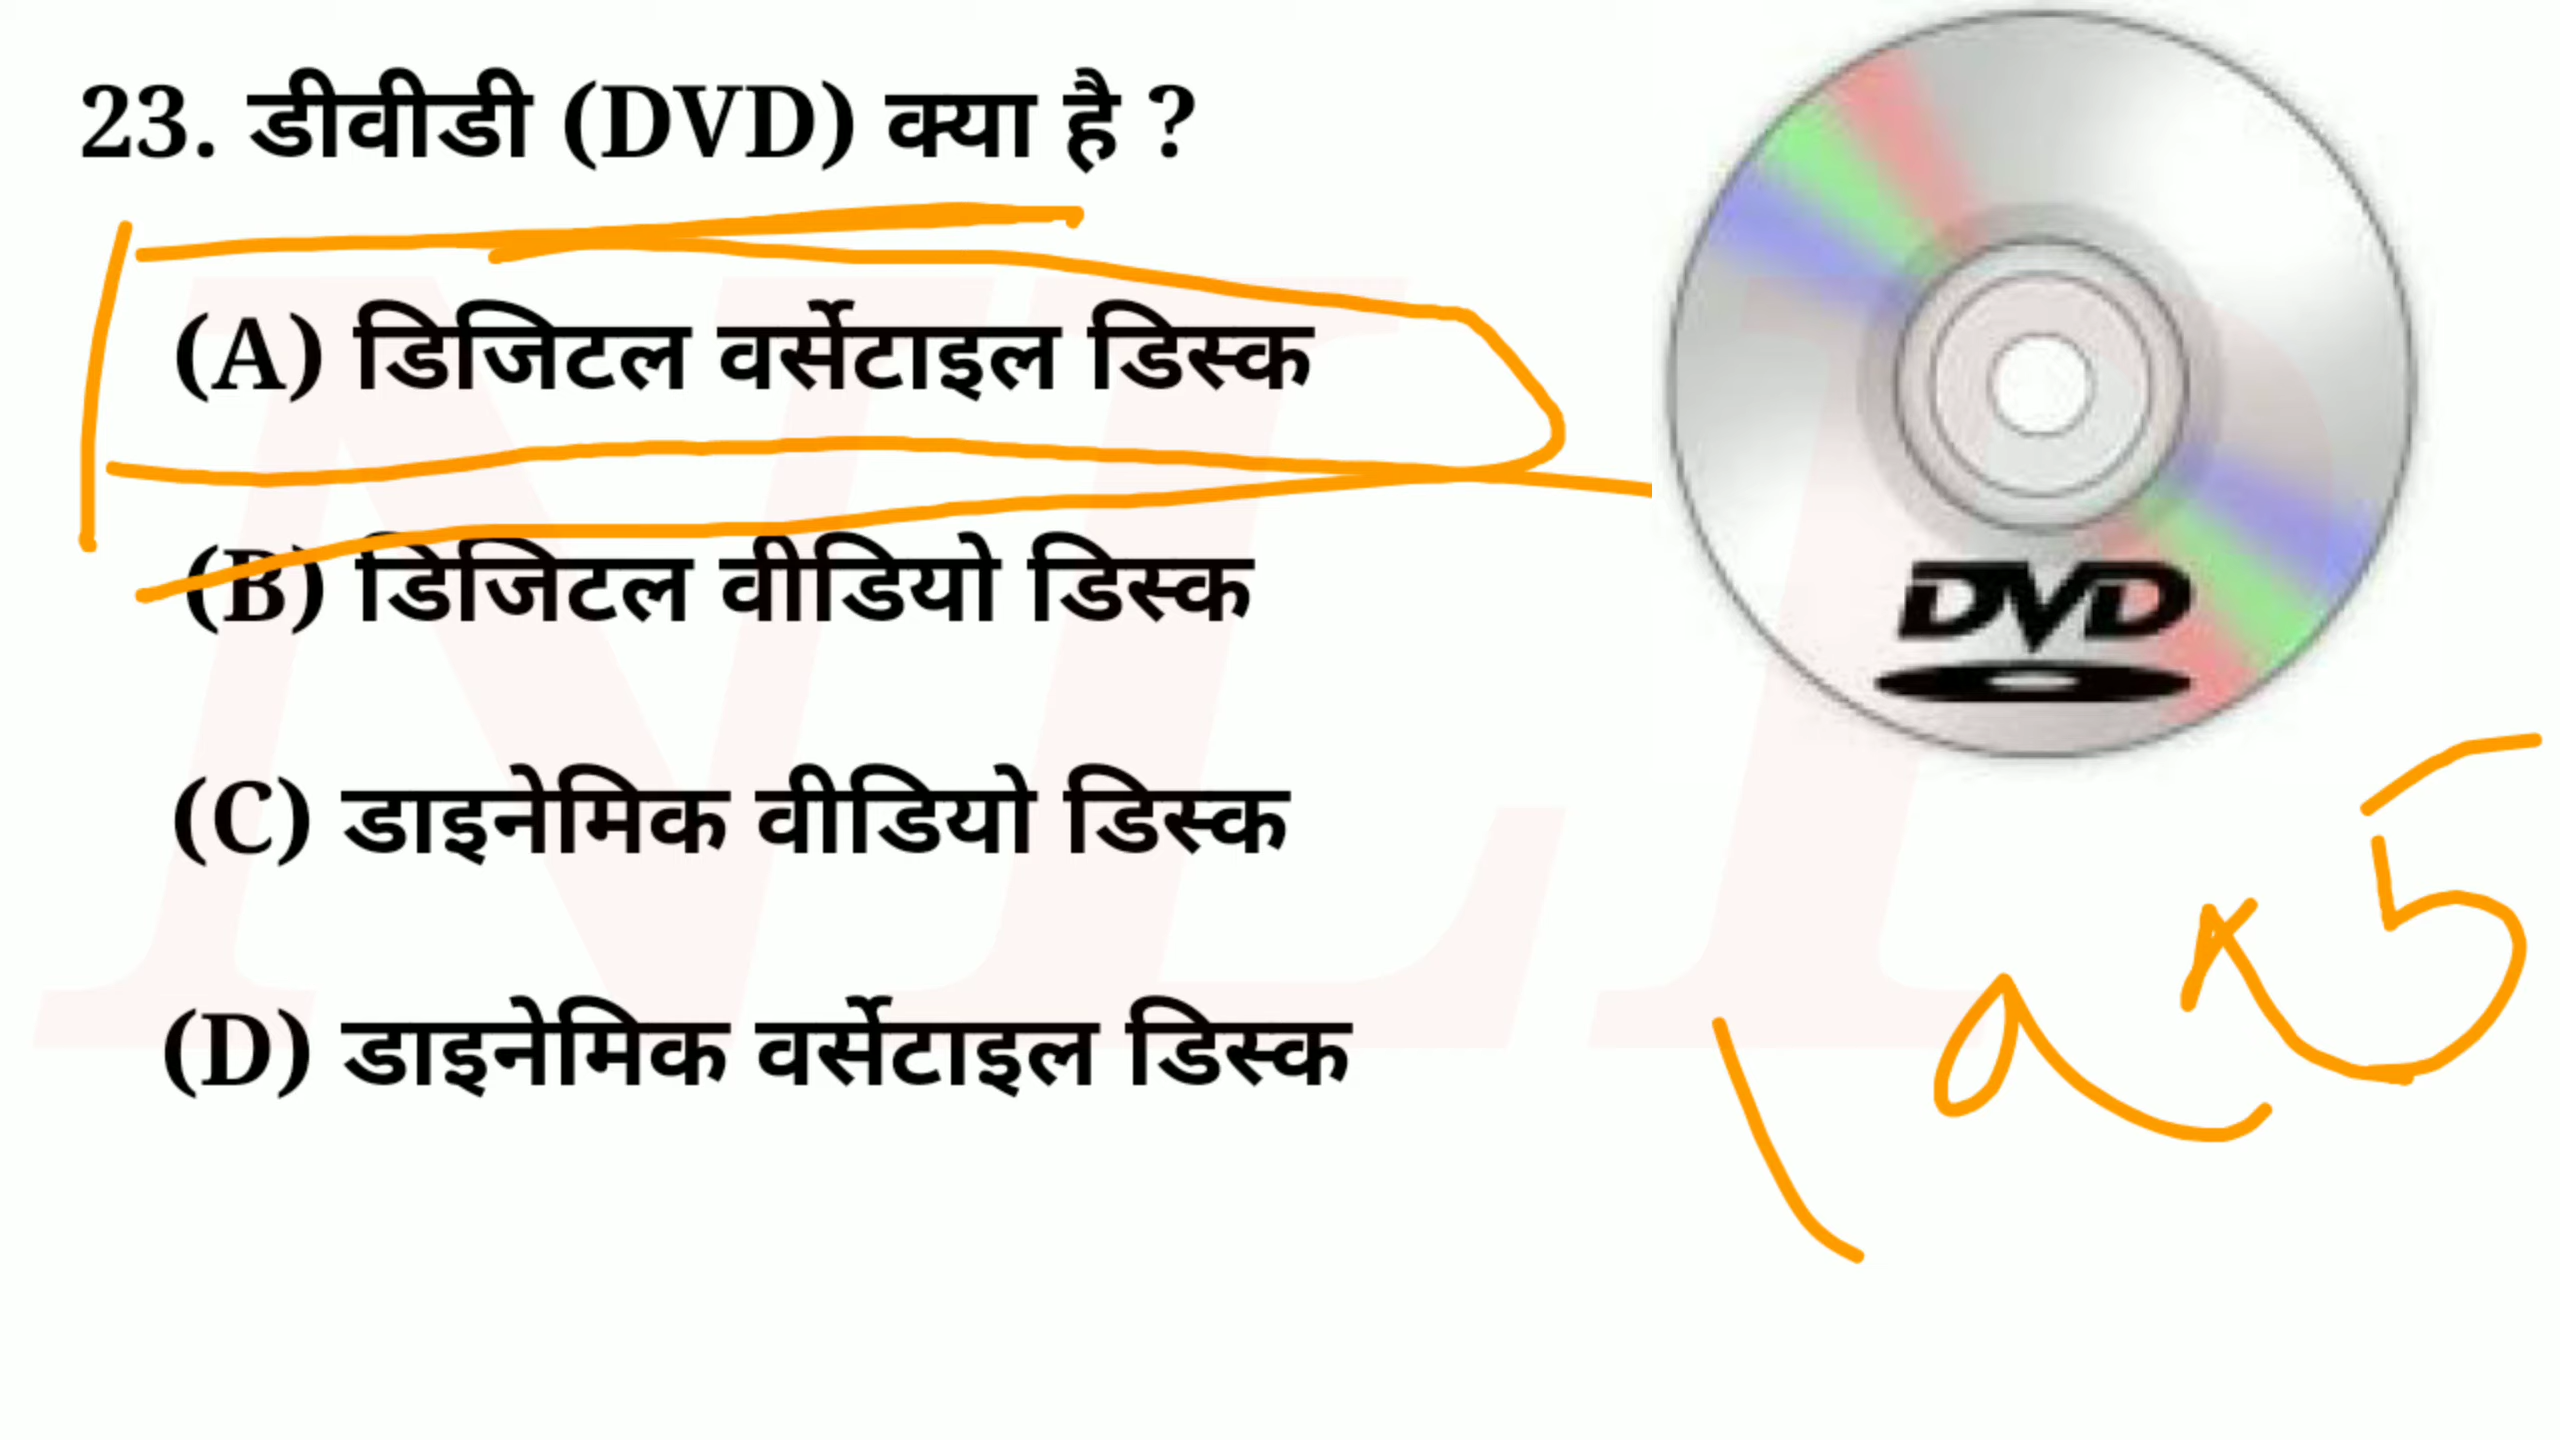 23. डीवीडी (DVD) क्या है ?
(A) डिजिटल वर्सेटाइल डिस्क
(B) डिजिटल वीडियो डिस्क
(C) डाइनेमिक वीडियो डिस्क
(D) डाइनेमिक वर्सेटाइल डिस्क
DVD